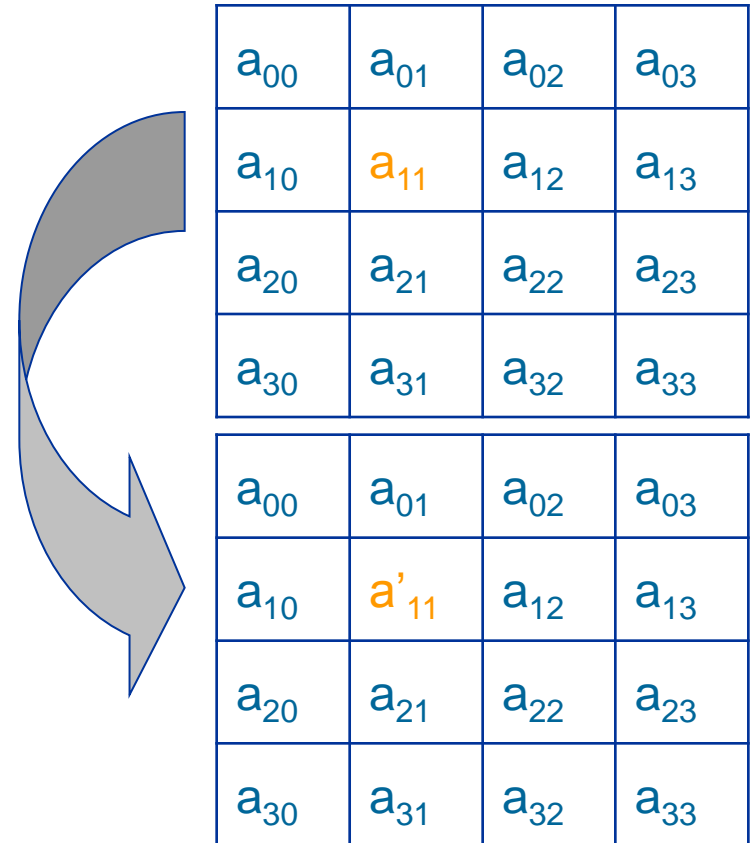 a₀₀ a₀₁ a₀₂ a₀₃
a₁₀ a₁₁ a₁₂ a₁₃
a₂₀ a₂₁ a₂₂ a₂₃
a₃₀ a₃₁ a₃₂ a₃₃
a₀₀ a₀₁ a₀₂ a₀₃
a₁₀ a’₁₁ a₁₂ a₁₃
a₂₀ a₂₁ a₂₂ a₂₃
a₃₀ a₃₁ a₃₂ a₃₃